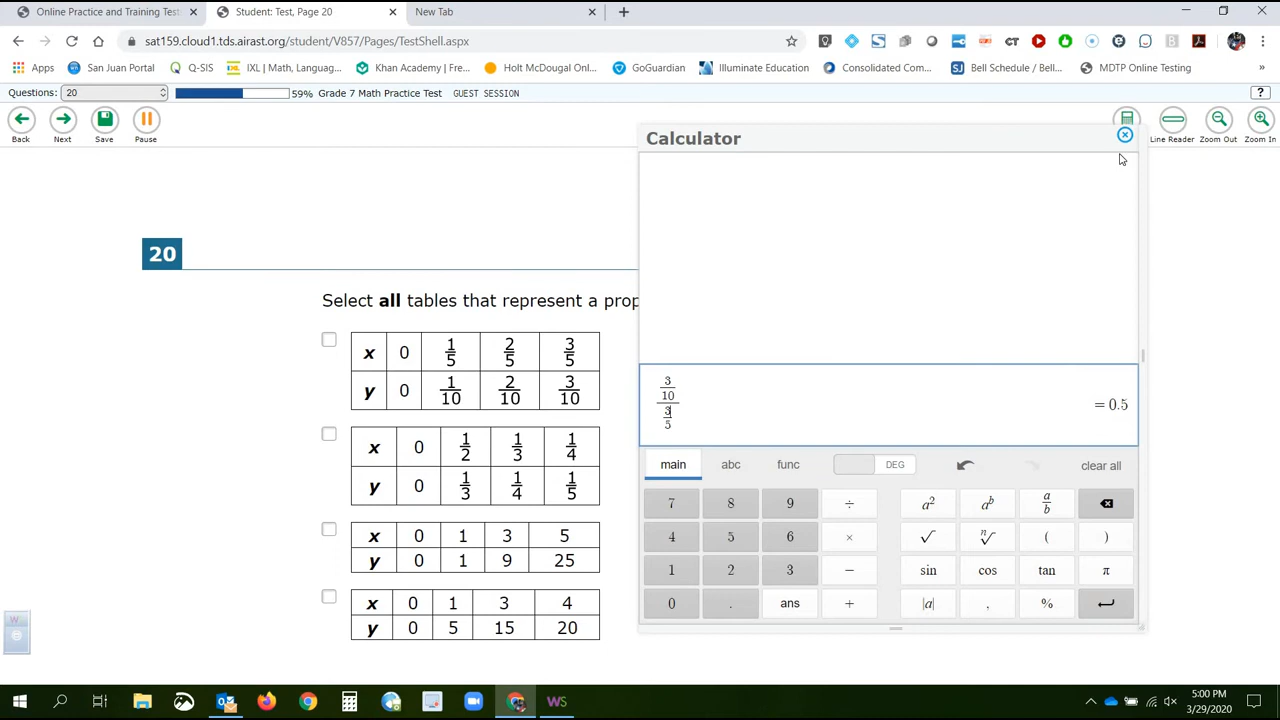 Online Practice and Training Test
Student: Test, Page 20
New Tab
sat159.cloud1.tds.airast.org/student/V857/Pages/TestShell.aspx
Apps San Juan Portal Q-SIS IXL | Math, Languag... Khan Academy | Fre... Holt McDougal Onl... GoGuardian Illuminate Education Consolidated Com... Bell Schedule / Bell... MDTP Online Testing »
Questions: 20 59% Grade 7 Math Practice Test GUEST SESSION ?
Back Next Save Pause Line Reader Zoom Out Zoom In
Calculator
20
Select all tables that represent a prop
x 0 1/5 2/5 3/5
y 0 1/10 2/10 3/10
x 0 1/2 1/3 1/4
y 0 1/3 1/4 1/5
x 0 1 3 5
y 0 1 9 25
x 0 1 3 4
y 0 5 15 20
3
10
3
5
= 0.5
main abc func DEG clear all
7 8 9 ÷ a² aᵇ a/b
4 5 6 × √ ⁿ√ ( )
1 2 3 − sin cos tan π
0 . ans + |a| , %
5:00 PM
3/29/2020